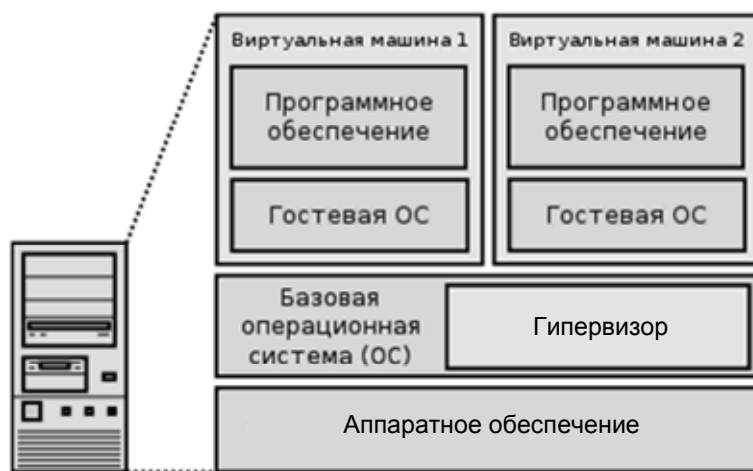 Виртуальная машина 1
Программное
обеспечение
Гостевая ОС
Виртуальная машина 2
Программное
обеспечение
Гостевая ОС
Базовая
операционная
система (ОС)
Гипервизор
Аппаратное обеспечение